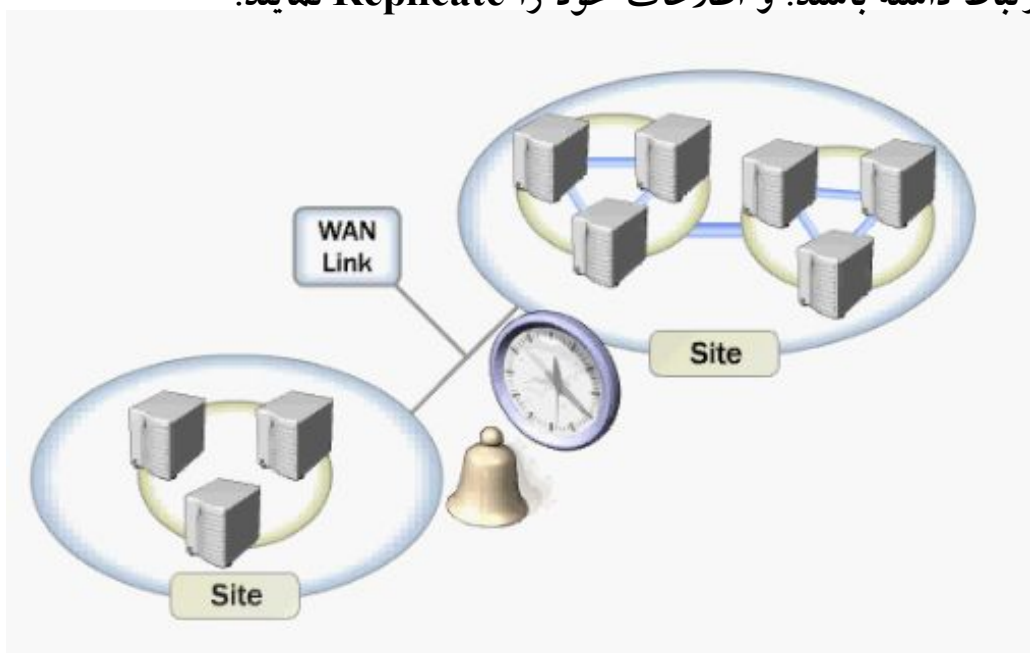 داشته باشند. و اطلاعات خود را Replicate نمایند.
WAN
Link
Site
Site